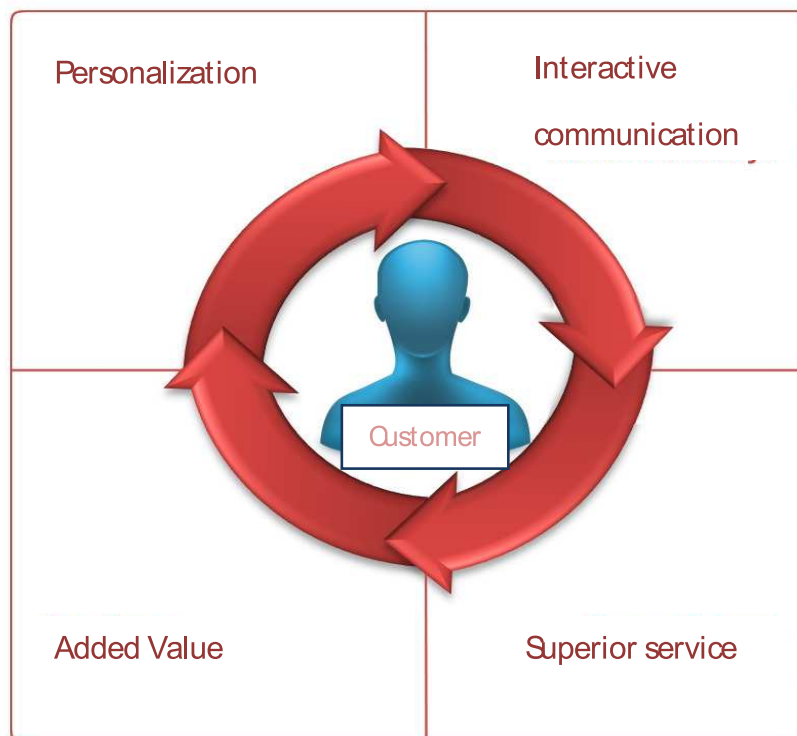 Personalization
Interactive
communication
Customer
Added Value
Superior service